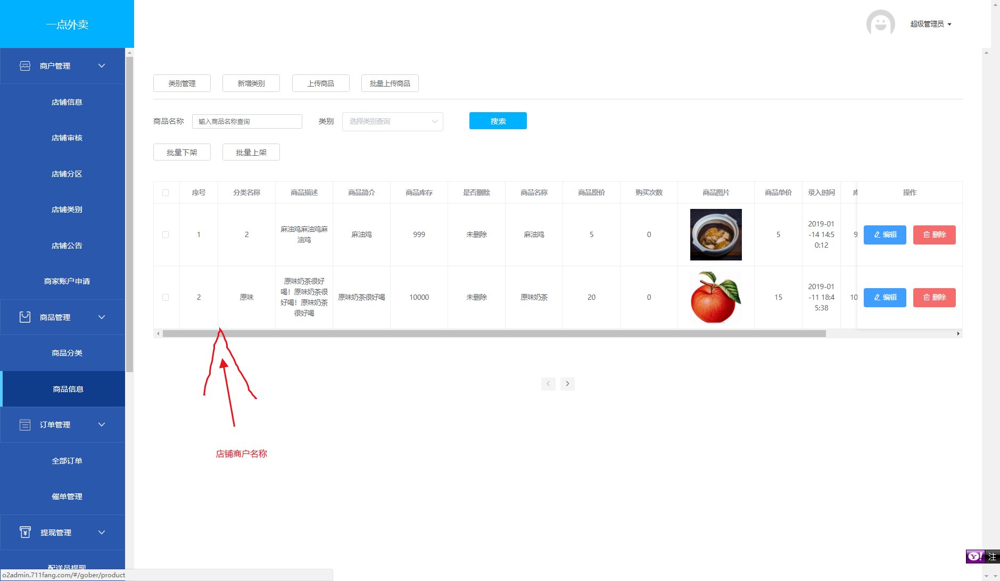 一点外卖
超级管理员
商户管理
店铺信息
店铺审核
店铺分区
店铺类别
店铺公告
商家账户申请
商品管理
商品分类
商品信息
订单管理
全部订单
催单管理
提现管理
配送员提现
o2admin.711fang.com/#/gober/product
类别管理 新增类别 上传商品 批量上传商品
商品名称 输入商品名称查询 类别 选择类别查询 搜索
批量下架 批量上架
序号 分类名称 商品描述 商品简介 商品库存 是否删除 商品名称 商品原价 购买次数 商品图片 商品单价 录入时间 操作
1 2 麻油鸡麻油鸡麻
油鸡
麻油鸡 999 未删除 麻油鸡 5 0 5
2019-01
-14 14:5
0:12
9
编辑 删除
2 原味
原味奶茶很好
喝！原味奶茶很
好喝！原味奶茶
很好喝
原味奶茶很好喝 10000 未删除 原味奶茶 20 0 15
2019-01
-11 18:4
5:38
10
编辑 删除
店铺商户名称
Y! 注